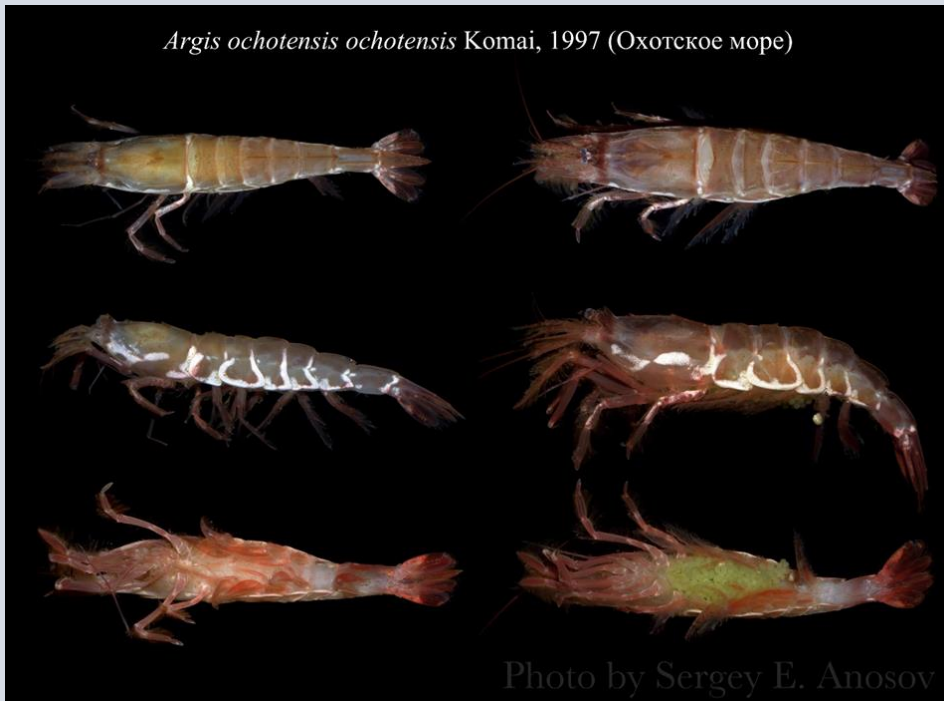 Argis ochotensis ochotensis Komai, 1997 (Охотское море)
Photo by Sergey E. Anosov